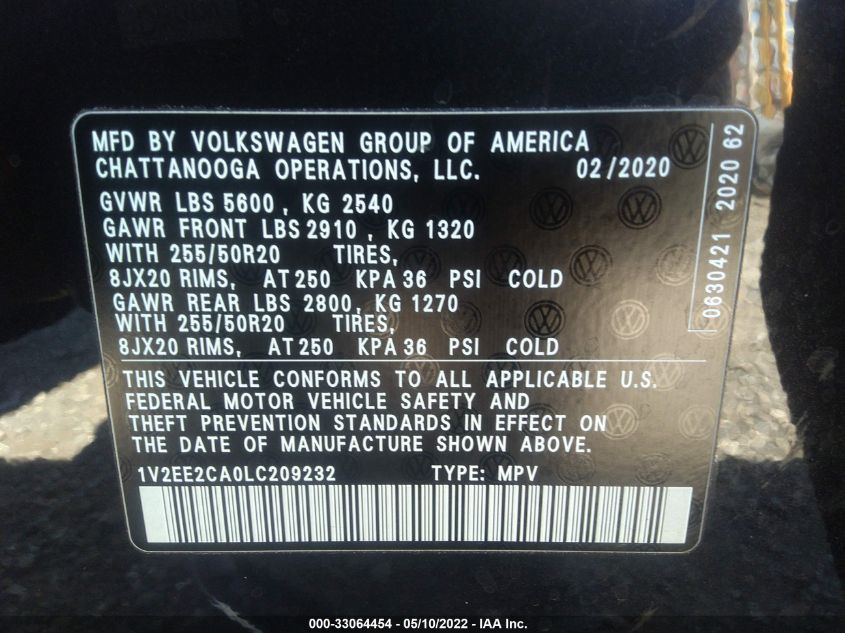 MFD BY VOLKSWAGEN GROUP OF AMERICA
CHATTANOOGA OPERATIONS, LLC. 02/2020
GVWR LBS 5600 , KG 2540
GAWR FRONT LBS 2910 , KG 1320
WITH 255/50R20 TIRES,
8JX20 RIMS, AT 250 KPA 36 PSI COLD
GAWR REAR LBS 2800, KG 1270
WITH 255/50R20 TIRES,
8JX20 RIMS, AT 250 KPA 36 PSI COLD
THIS VEHICLE CONFORMS TO ALL APPLICABLE U.S.
FEDERAL MOTOR VEHICLE SAFETY AND
THEFT PREVENTION STANDARDS IN EFFECT ON
THE DATE OF MANUFACTURE SHOWN ABOVE.
1V2EE2CA0LC209232 TYPE: MPV
0630421 2020 62
000-33064454 - 05/10/2022 - IAA Inc.